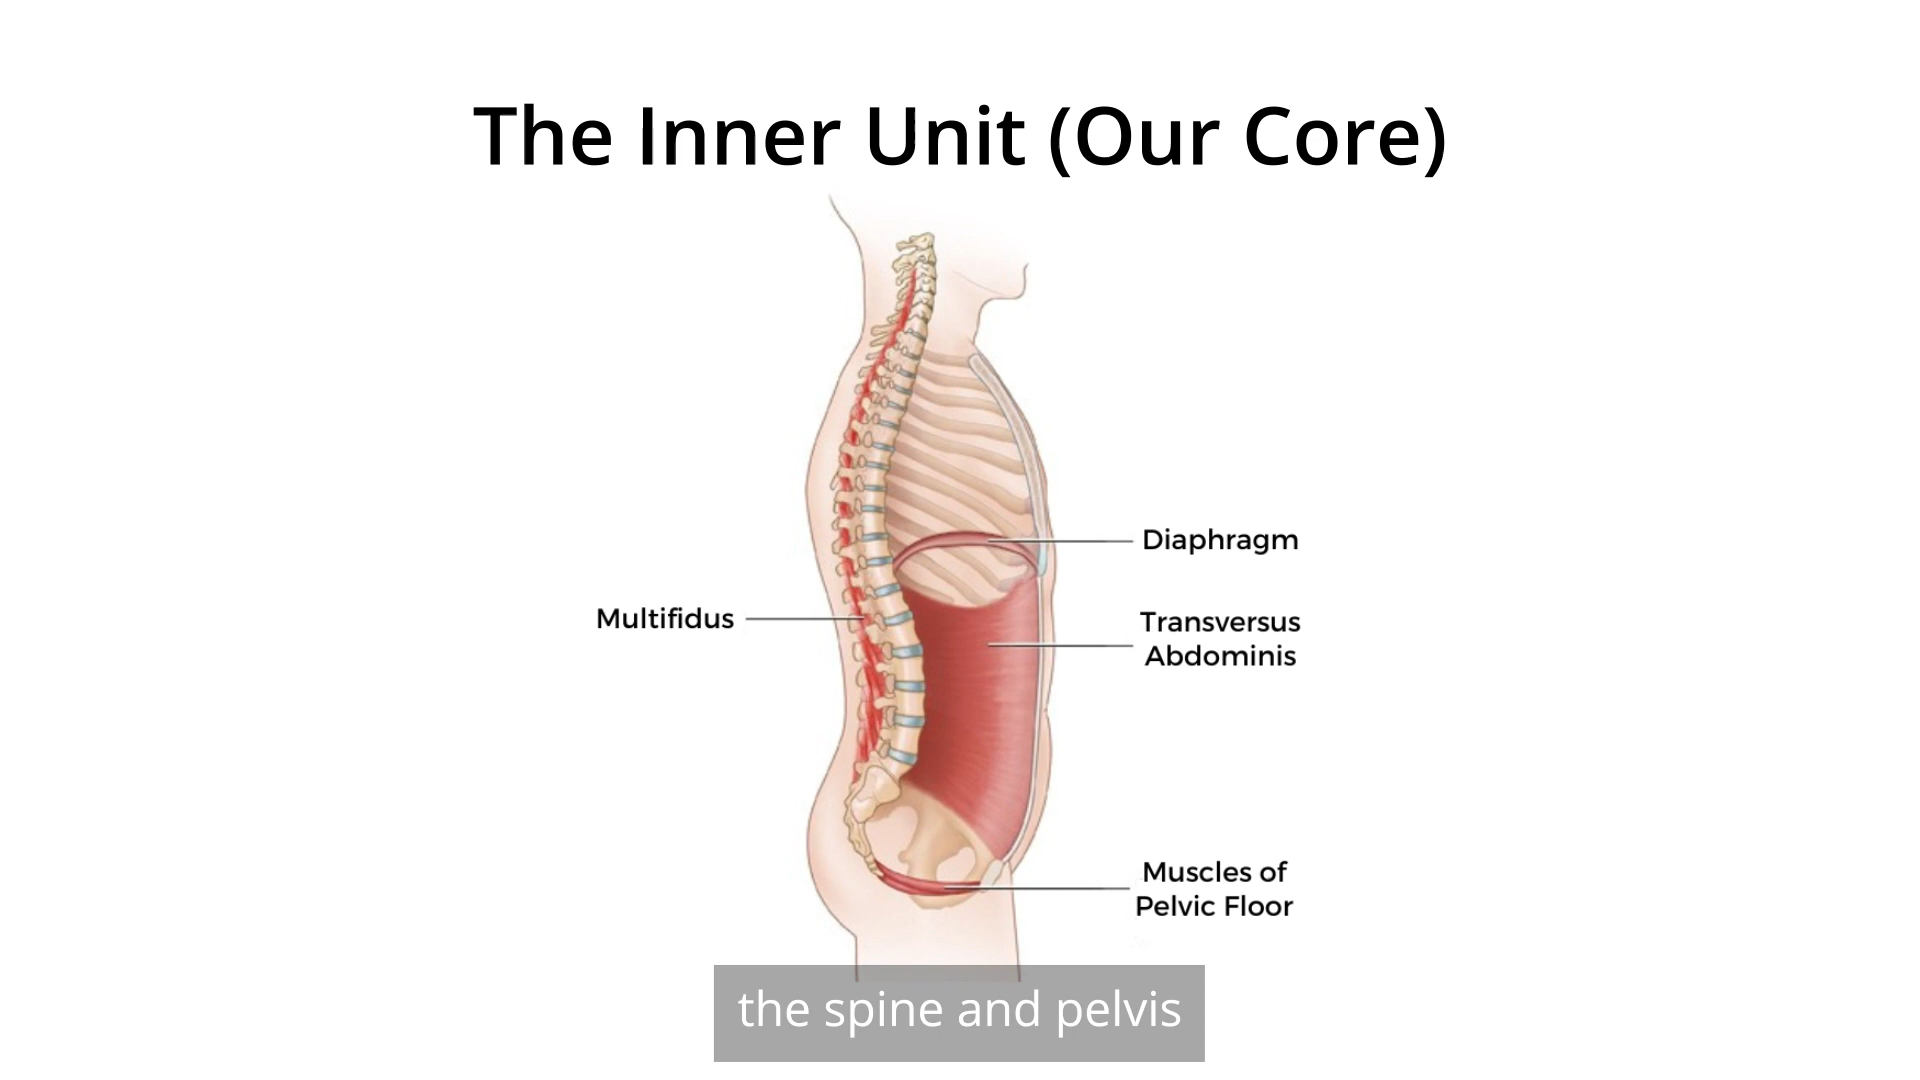 The Inner Unit (Our Core)
Diaphragm
Multifidus
Transversus
Abdominis
Muscles of
Pelvic Floor
the spine and pelvis